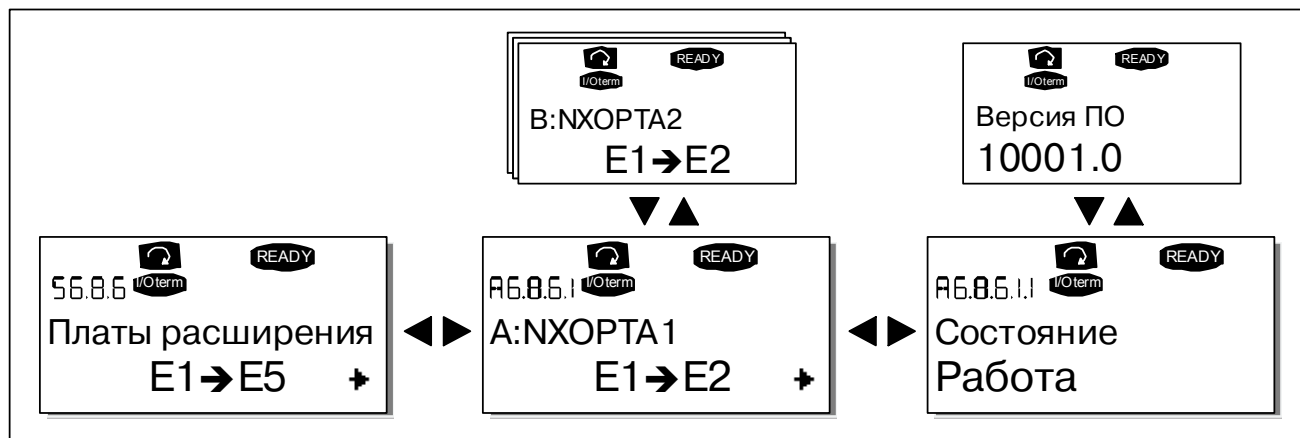 READY
I/Oterm
B:NXOPTA2
E1➔E2
READY
I/Oterm
Версия ПО
10001.0
READY
S6.8.6 I/Oterm
Платы расширения
E1➔E5
READY
A6.8.6.1 I/Oterm
A:NXOPTA1
E1➔E2
READY
A6.8.6.1.1 I/Oterm
Состояние
Работа